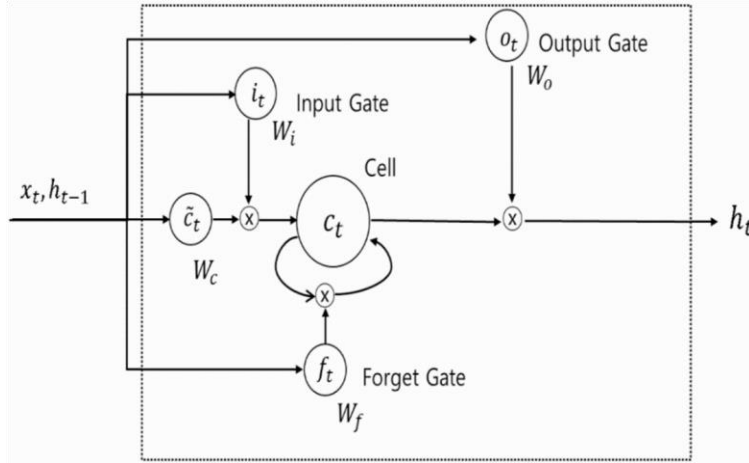 o_t Output Gate
W_o
i_t Input Gate
W_i
Cell
x_t, h_{t-1}
c̃_t x c_t x h_t
W_c
x
f_t Forget Gate
W_f